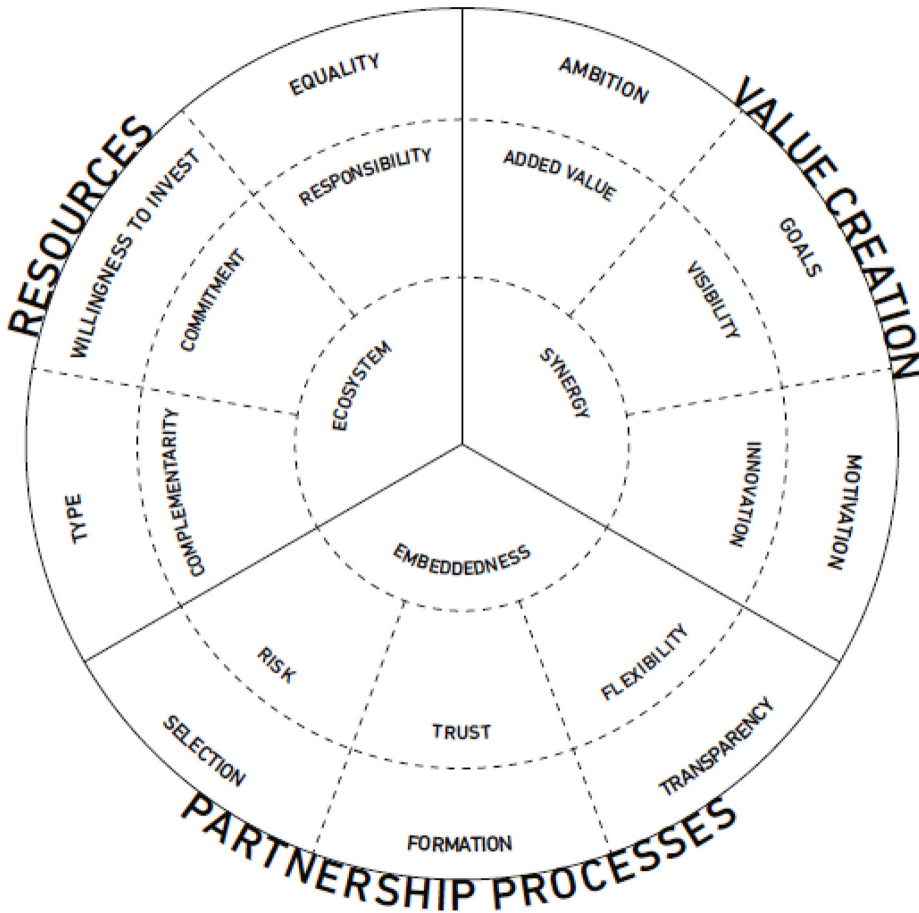 RESOURCES
VALUE CREATION
PARTNERSHIP PROCESSES
EQUALITY
AMBITION
WILLINGNESS TO INVEST
RESPONSIBILITY
ADDED VALUE
GOALS
COMMITMENT
VISIBILITY
ECOSYSTEM
SYNERGY
TYPE
COMPLEMENTARITY
INNOVATION
MOTIVATION
EMBEDDEDNESS
RISK
FLEXIBILITY
SELECTION
TRUST
TRANSPARENCY
FORMATION